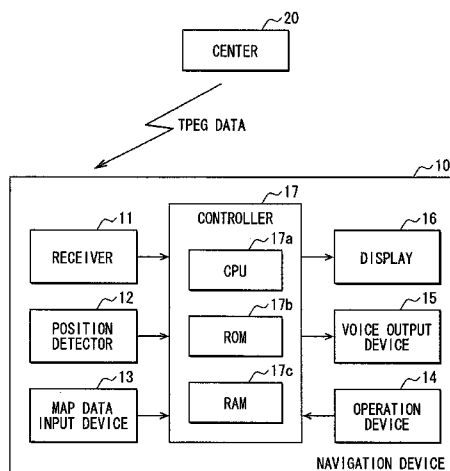 20
CENTER
TPEG DATA
10
17
CONTROLLER
11
RECEIVER
17a
CPU
16
DISPLAY
12
POSITION
DETECTOR
17b
ROM
15
VOICE OUTPUT
DEVICE
13
MAP DATA
INPUT DEVICE
17c
RAM
14
OPERATION
DEVICE
NAVIGATION DEVICE